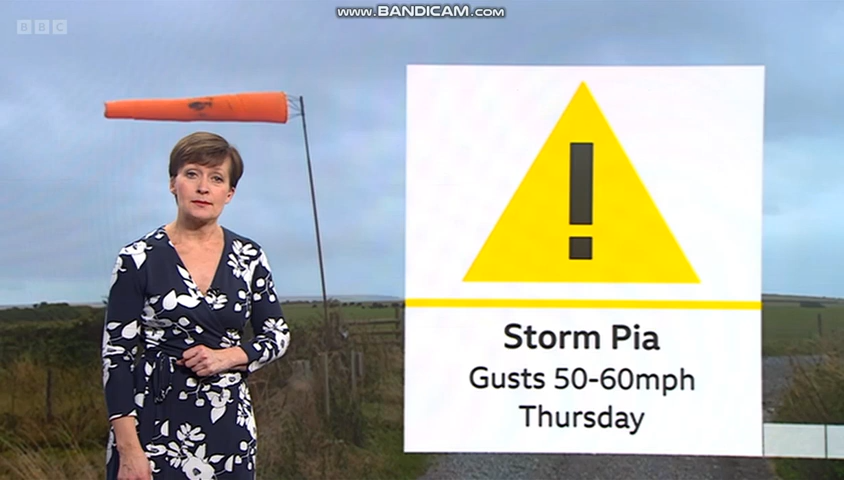 BBC
WWW.BANDICAM.COM
!
Storm Pia
Gusts 50-60mph
Thursday